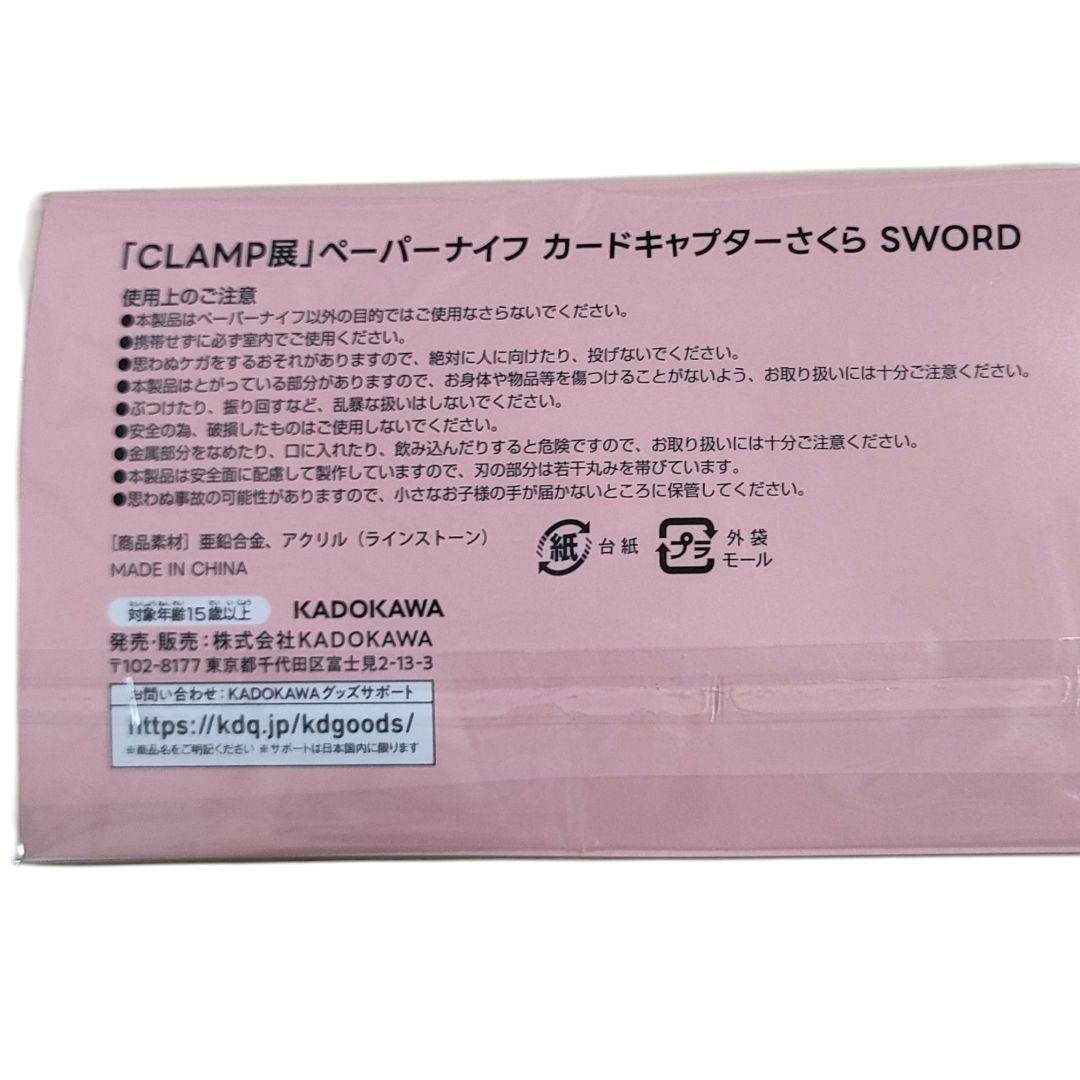 「CLAMP展」ペーパーナイフ カードキャプターさくら SWORD
使用上のご注意
●本製品はペーパーナイフ以外の目的ではご使用なさらないでください。
●携帯せずに必ず室内でご使用ください。
●思わぬケガをするおそれがありますので、絶対に人に向けたり、投げないでください。
●本製品はとがっている部分がありますので、お身体や物品等を傷つけることがないよう、お取り扱いには十分ご注意ください。
●ぶつけたり、振り回すなど、乱暴な扱いはしないでください。
●安全の為、破損したものはご使用しないでください。
●金属部分をなめたり、口に入れたり、飲み込んだりすると危険ですので、お取り扱いには十分ご注意ください。
●本製品は安全面に配慮して製作していますので、刃の部分は若干丸みを帯びています。
●思わぬ事故の可能性がありますので、小さなお子様の手が届かないところに保管してください。
［商品素材］亜鉛合金、アクリル（ラインストーン）
MADE IN CHINA
紙 台紙
プラ 外袋
モール
たいしょうねんれい さいいじょう
対象年齢15歳以上 KADOKAWA
発売・販売：株式会社KADOKAWA
〒102-8177 東京都千代田区富士見2-13-3
お問い合わせ：KADOKAWAグッズサポート
https://kdq.jp/kdgoods/
※商品名をご明記ください ※サポートは日本国内に限ります